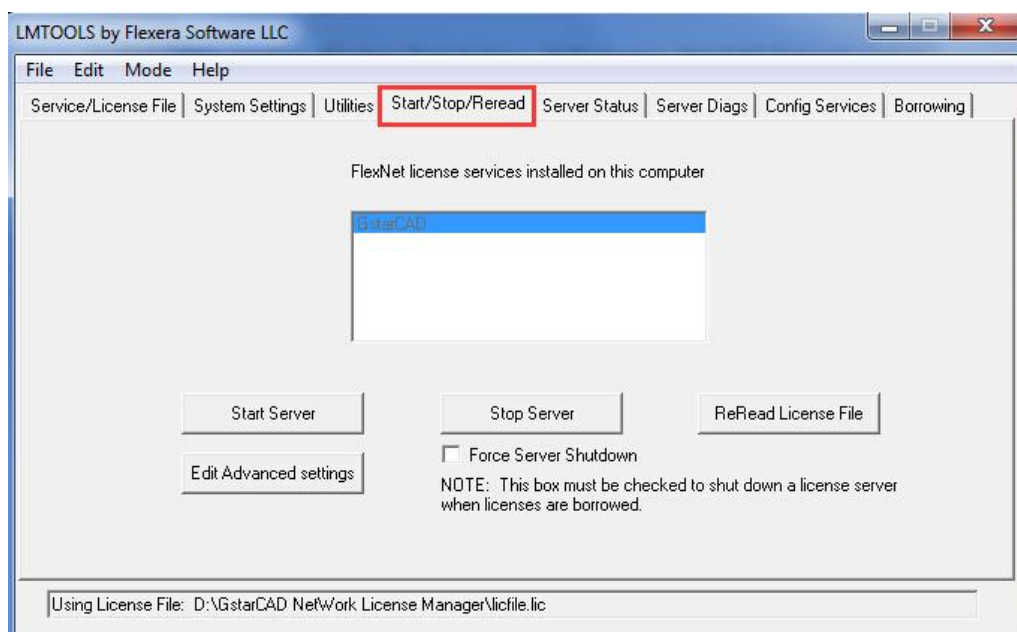 LMTOOLS by Flexera Software LLC
File Edit Mode Help
Service/License File System Settings Utilities Start/Stop/Reread Server Status Server Diags Config Services Borrowing
FlexNet license services installed on this computer
GstarCAD
Start Server Stop Server ReRead License File
Force Server Shutdown
Edit Advanced settings
NOTE: This box must be checked to shut down a license server
when licenses are borrowed.
Using License File: D:\GstarCAD NetWork License Manager\licfile.lic